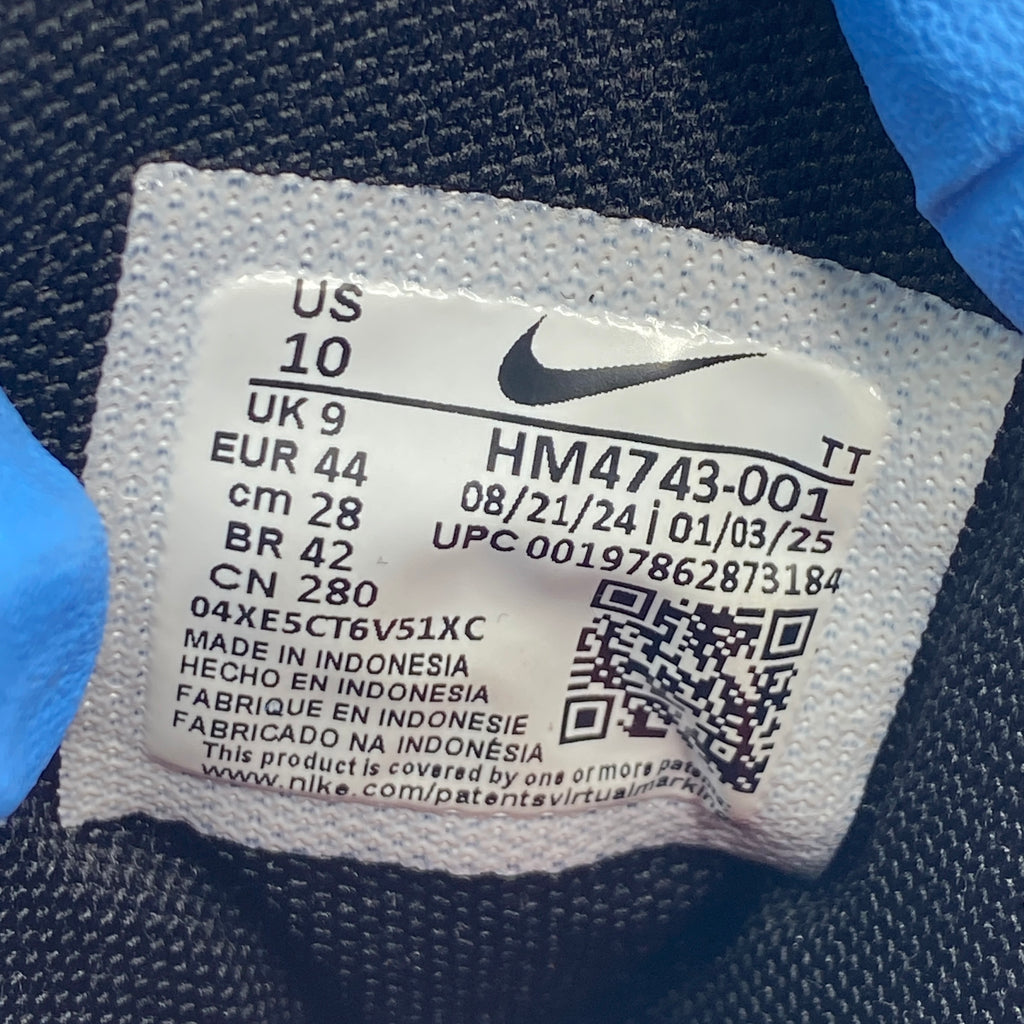 US
10
UK 9
EUR 44
cm 28
BR 42
CN 280
TT
HM4743-001
08/21/24 | 01/03/25
UPC 00197862873184
04XE5CT6V51XC
MADE IN INDONESIA
HECHO EN INDONESIA
FABRIQUE EN INDONESIE
FABRICADO NA INDONÉSIA
This product is covered by one or more
www.nike.com/patentsvirtualmarking